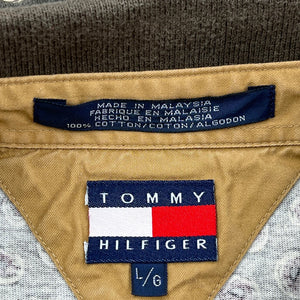 MADE IN MALAYSIA
FABRIQUE EN MALAISIE
HECHO EN MALASIA
100% COTTON/COTON/ALGODON
TOMMY
HILFIGER
L/G